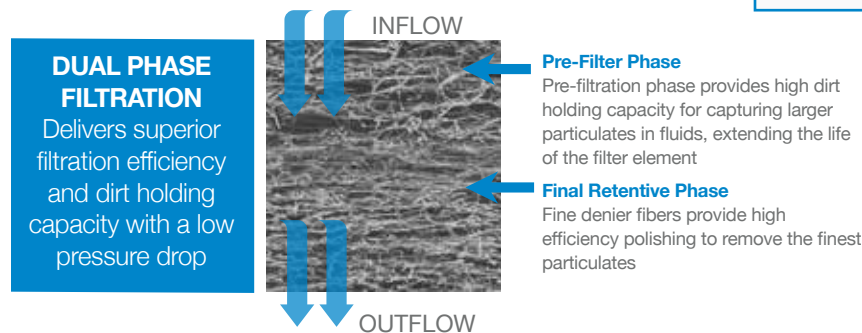 INFLOW
DUAL PHASE
FILTRATION
Delivers superior
filtration efficiency
and dirt holding
capacity with a low
pressure drop
Pre-Filter Phase
Pre-filtration phase provides high dirt
holding capacity for capturing larger
particulates in fluids, extending the life
of the filter element
Final Retentive Phase
Fine denier fibers provide high
efficiency polishing to remove the finest
particulates
OUTFLOW